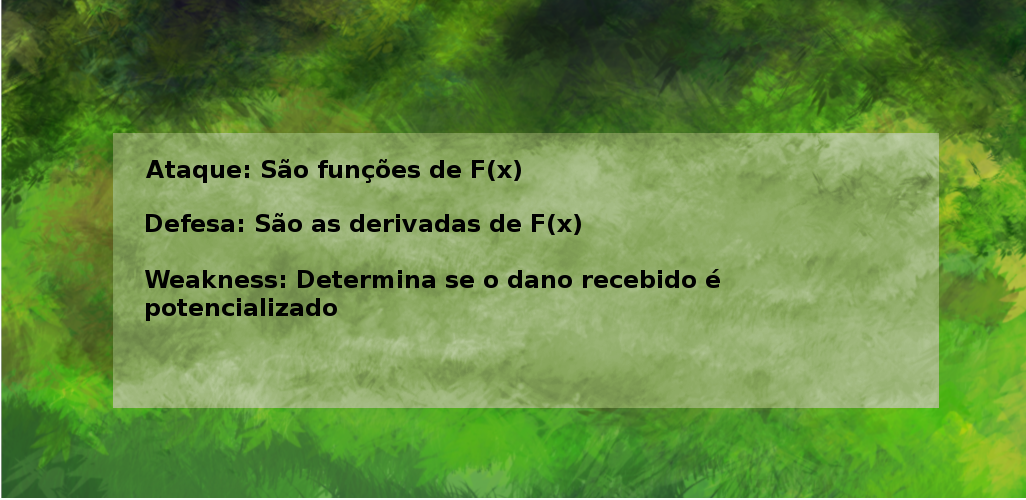 Ataque: São funções de F(x)
Defesa: São as derivadas de F(x)
Weakness: Determina se o dano recebido é
potencializado